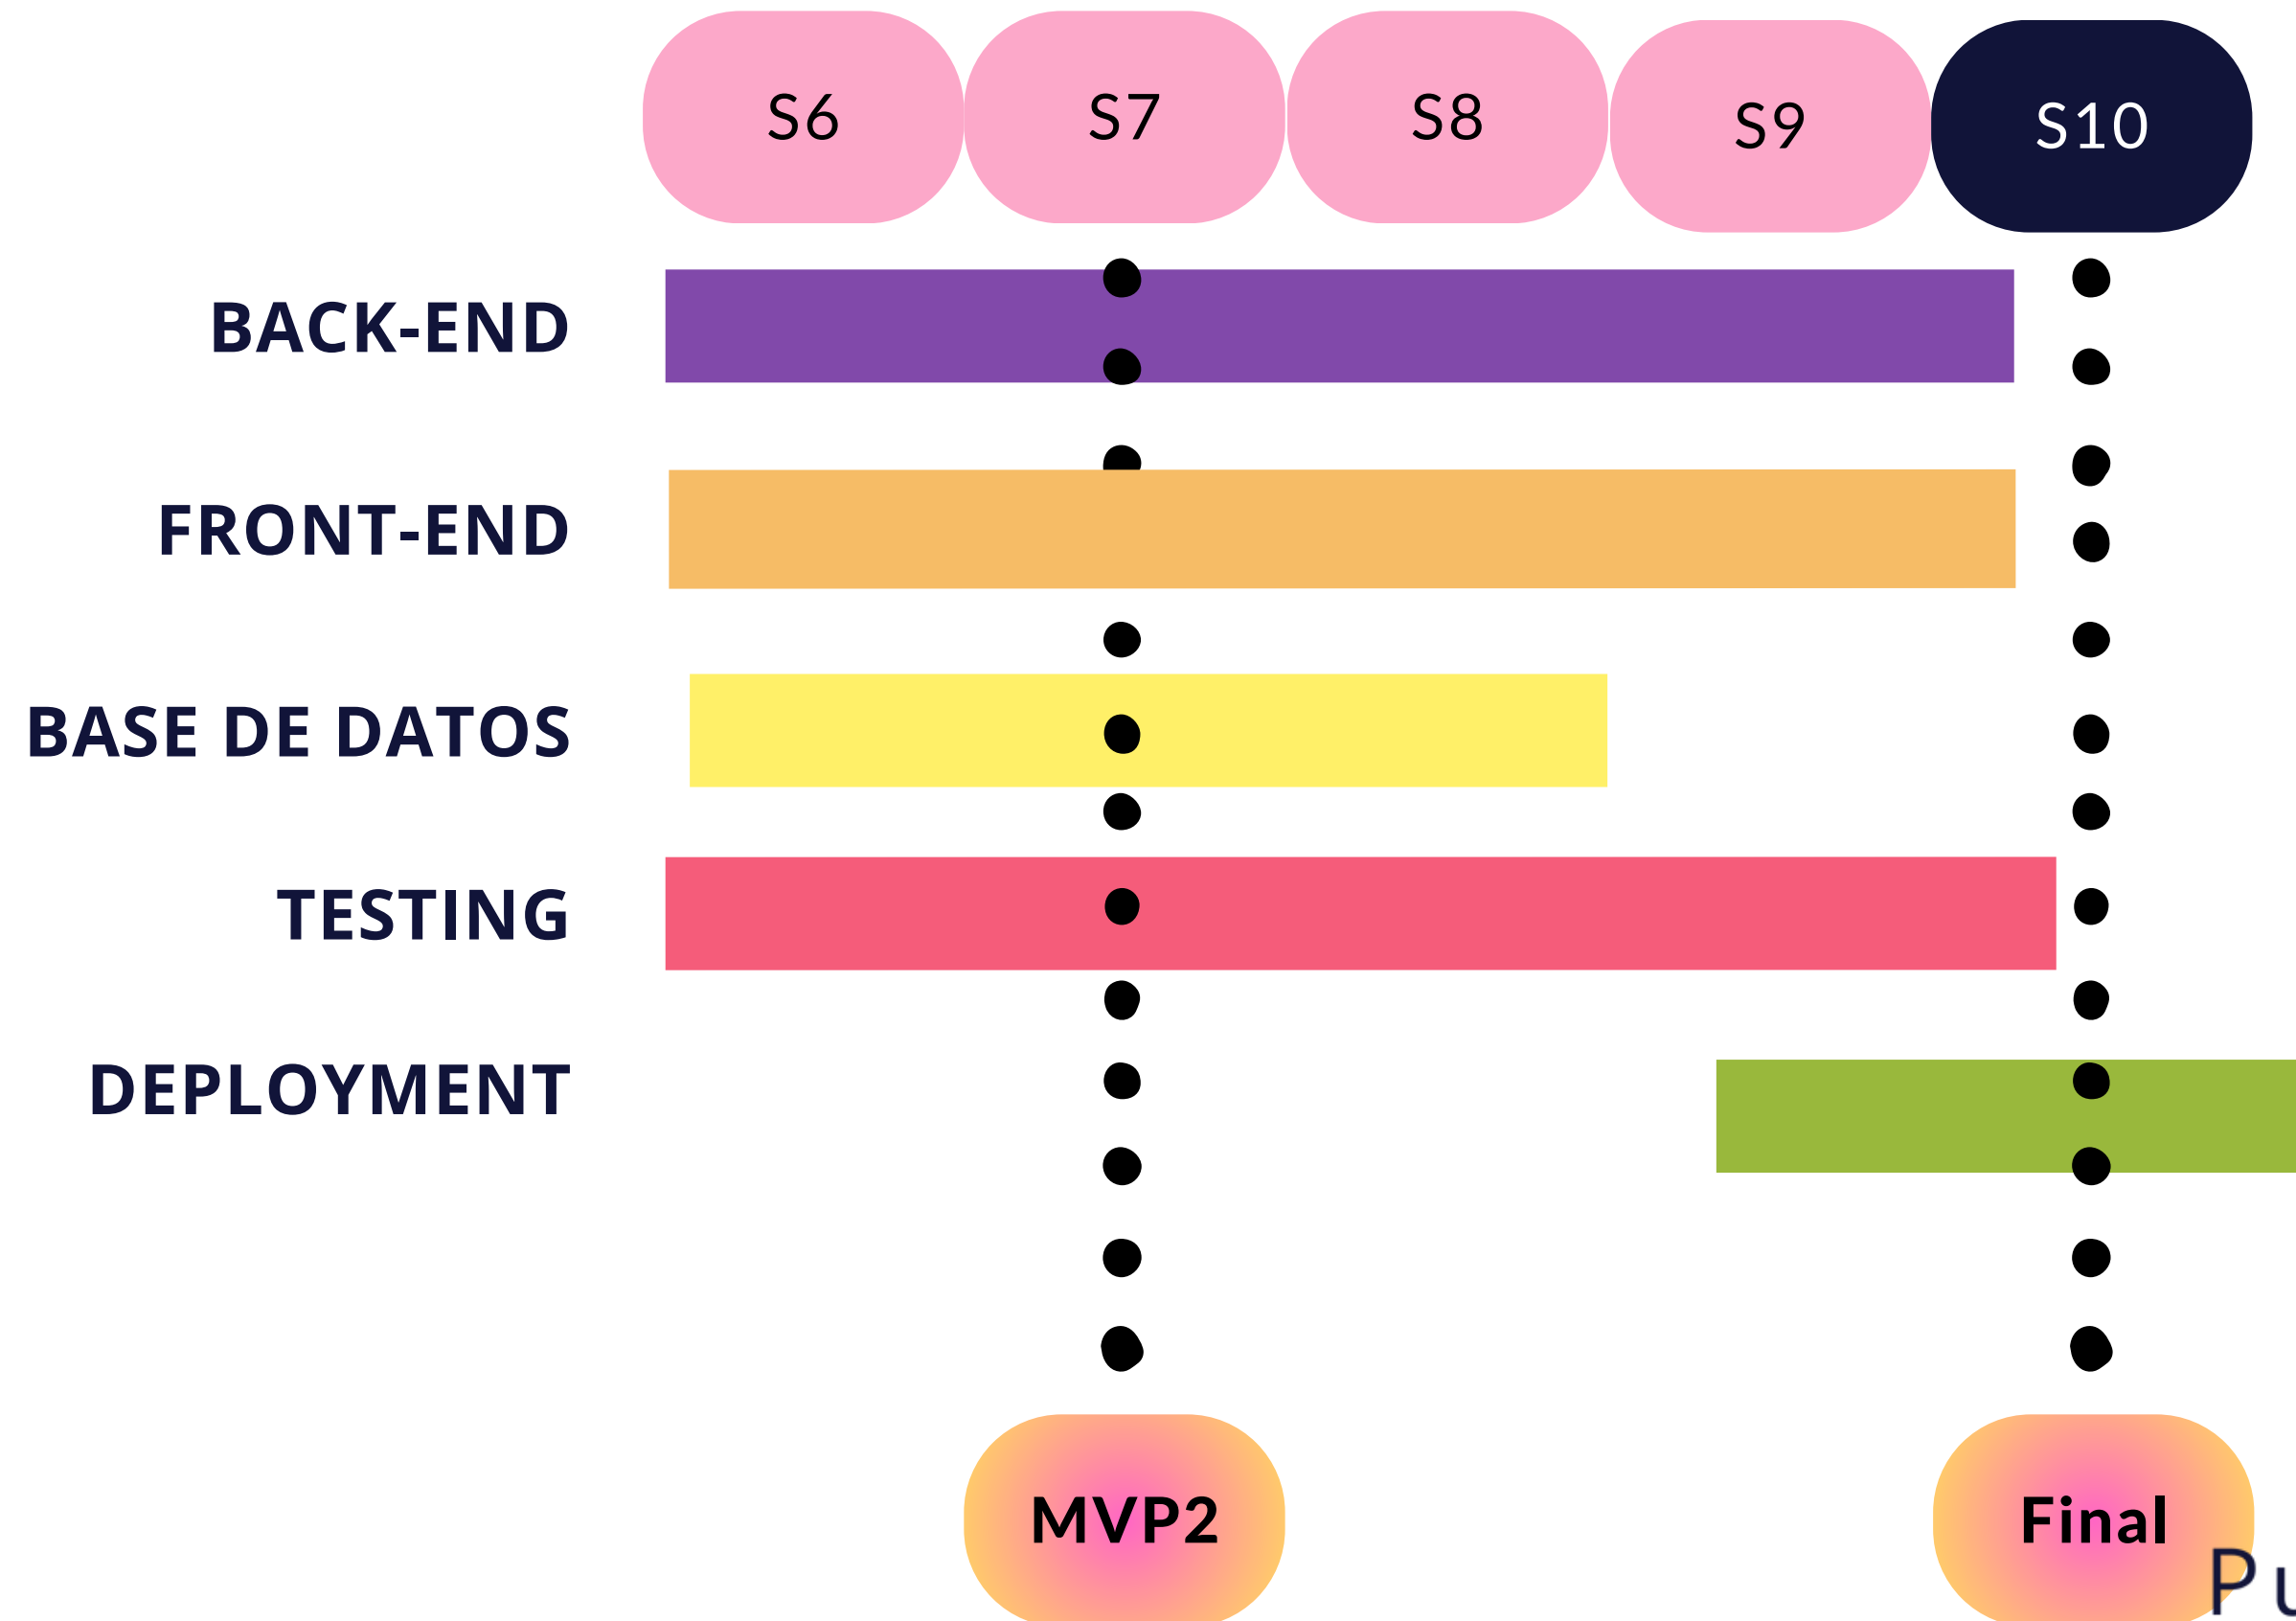 S6 S7 S8 S9 S10
BACK-END
FRONT-END
BASE DE DATOS
TESTING
DEPLOYMENT
MVP2 Final